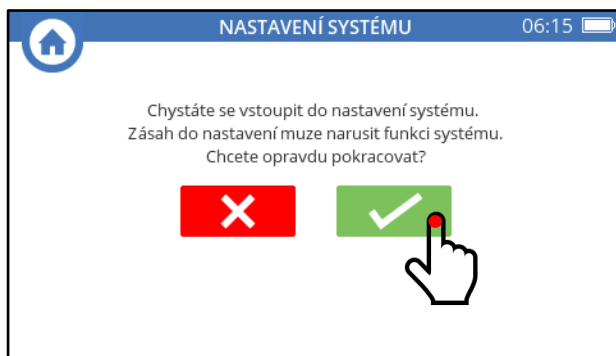 NASTAVENÍ SYSTÉMU 06:15
Chystáte se vstoupit do nastavení systému.
Zásah do nastavení muze narusit funkci systému.
Chcete opravdu pokracovat?